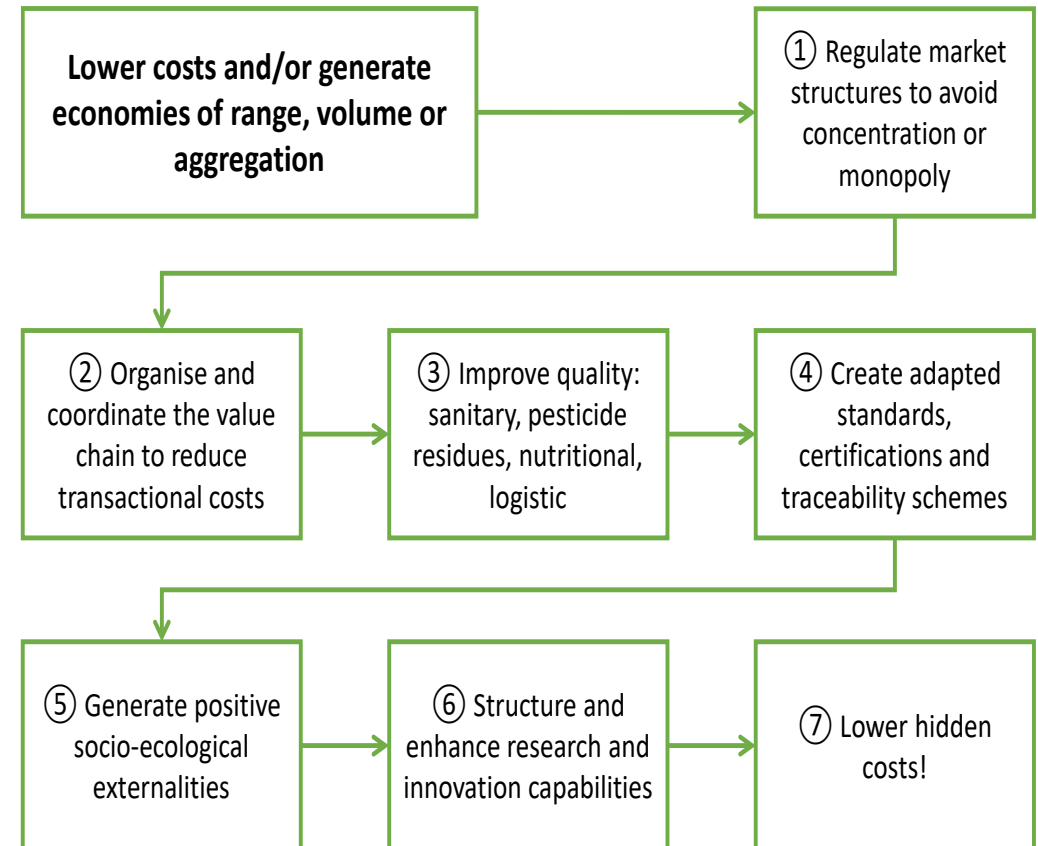 Lower costs and/or generate
economies of range, volume or
aggregation
① Regulate market
structures to avoid
concentration or
monopoly
② Organise and
coordinate the value
chain to reduce
transactional costs
③ Improve quality:
sanitary, pesticide
residues, nutritional,
logistic
④ Create adapted
standards,
certifications and
traceability schemes
⑤ Generate positive
socio-ecological
externalities
⑥ Structure and
enhance research and
innovation capabilities
⑦ Lower hidden
costs!